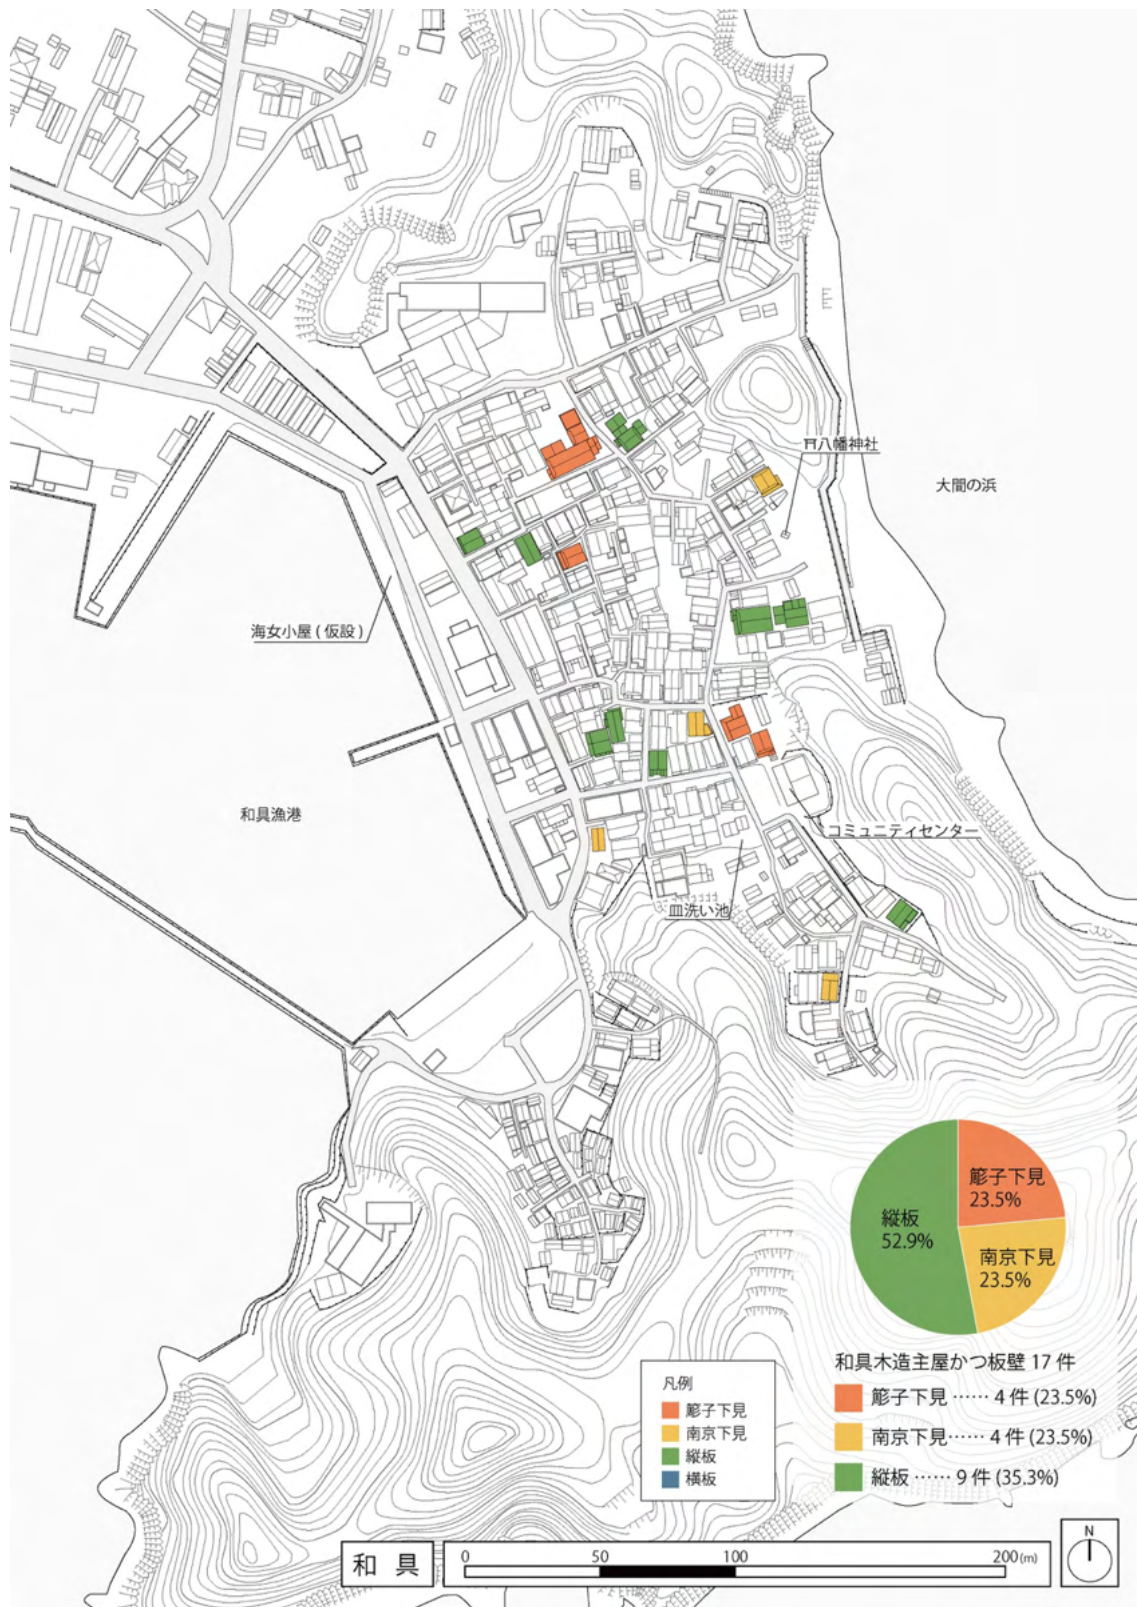 八幡神社
大閤の浜
海女小屋 ( 仮設 )
和具漁港
コミュニティセンター
皿洗い池
簓子下見
23.5%
縦板
52.9%
南京下見
23.5%
和具木造主屋かつ板壁 17 件
簓子下見 …… 4 件 (23.5%)
南京下見…… 4 件 (23.5%)
縦板 …… 9 件 (35.3%)
凡例
簓子下見
南京下見
縦板
横板
和 具
0 50 100 200 (m)
N